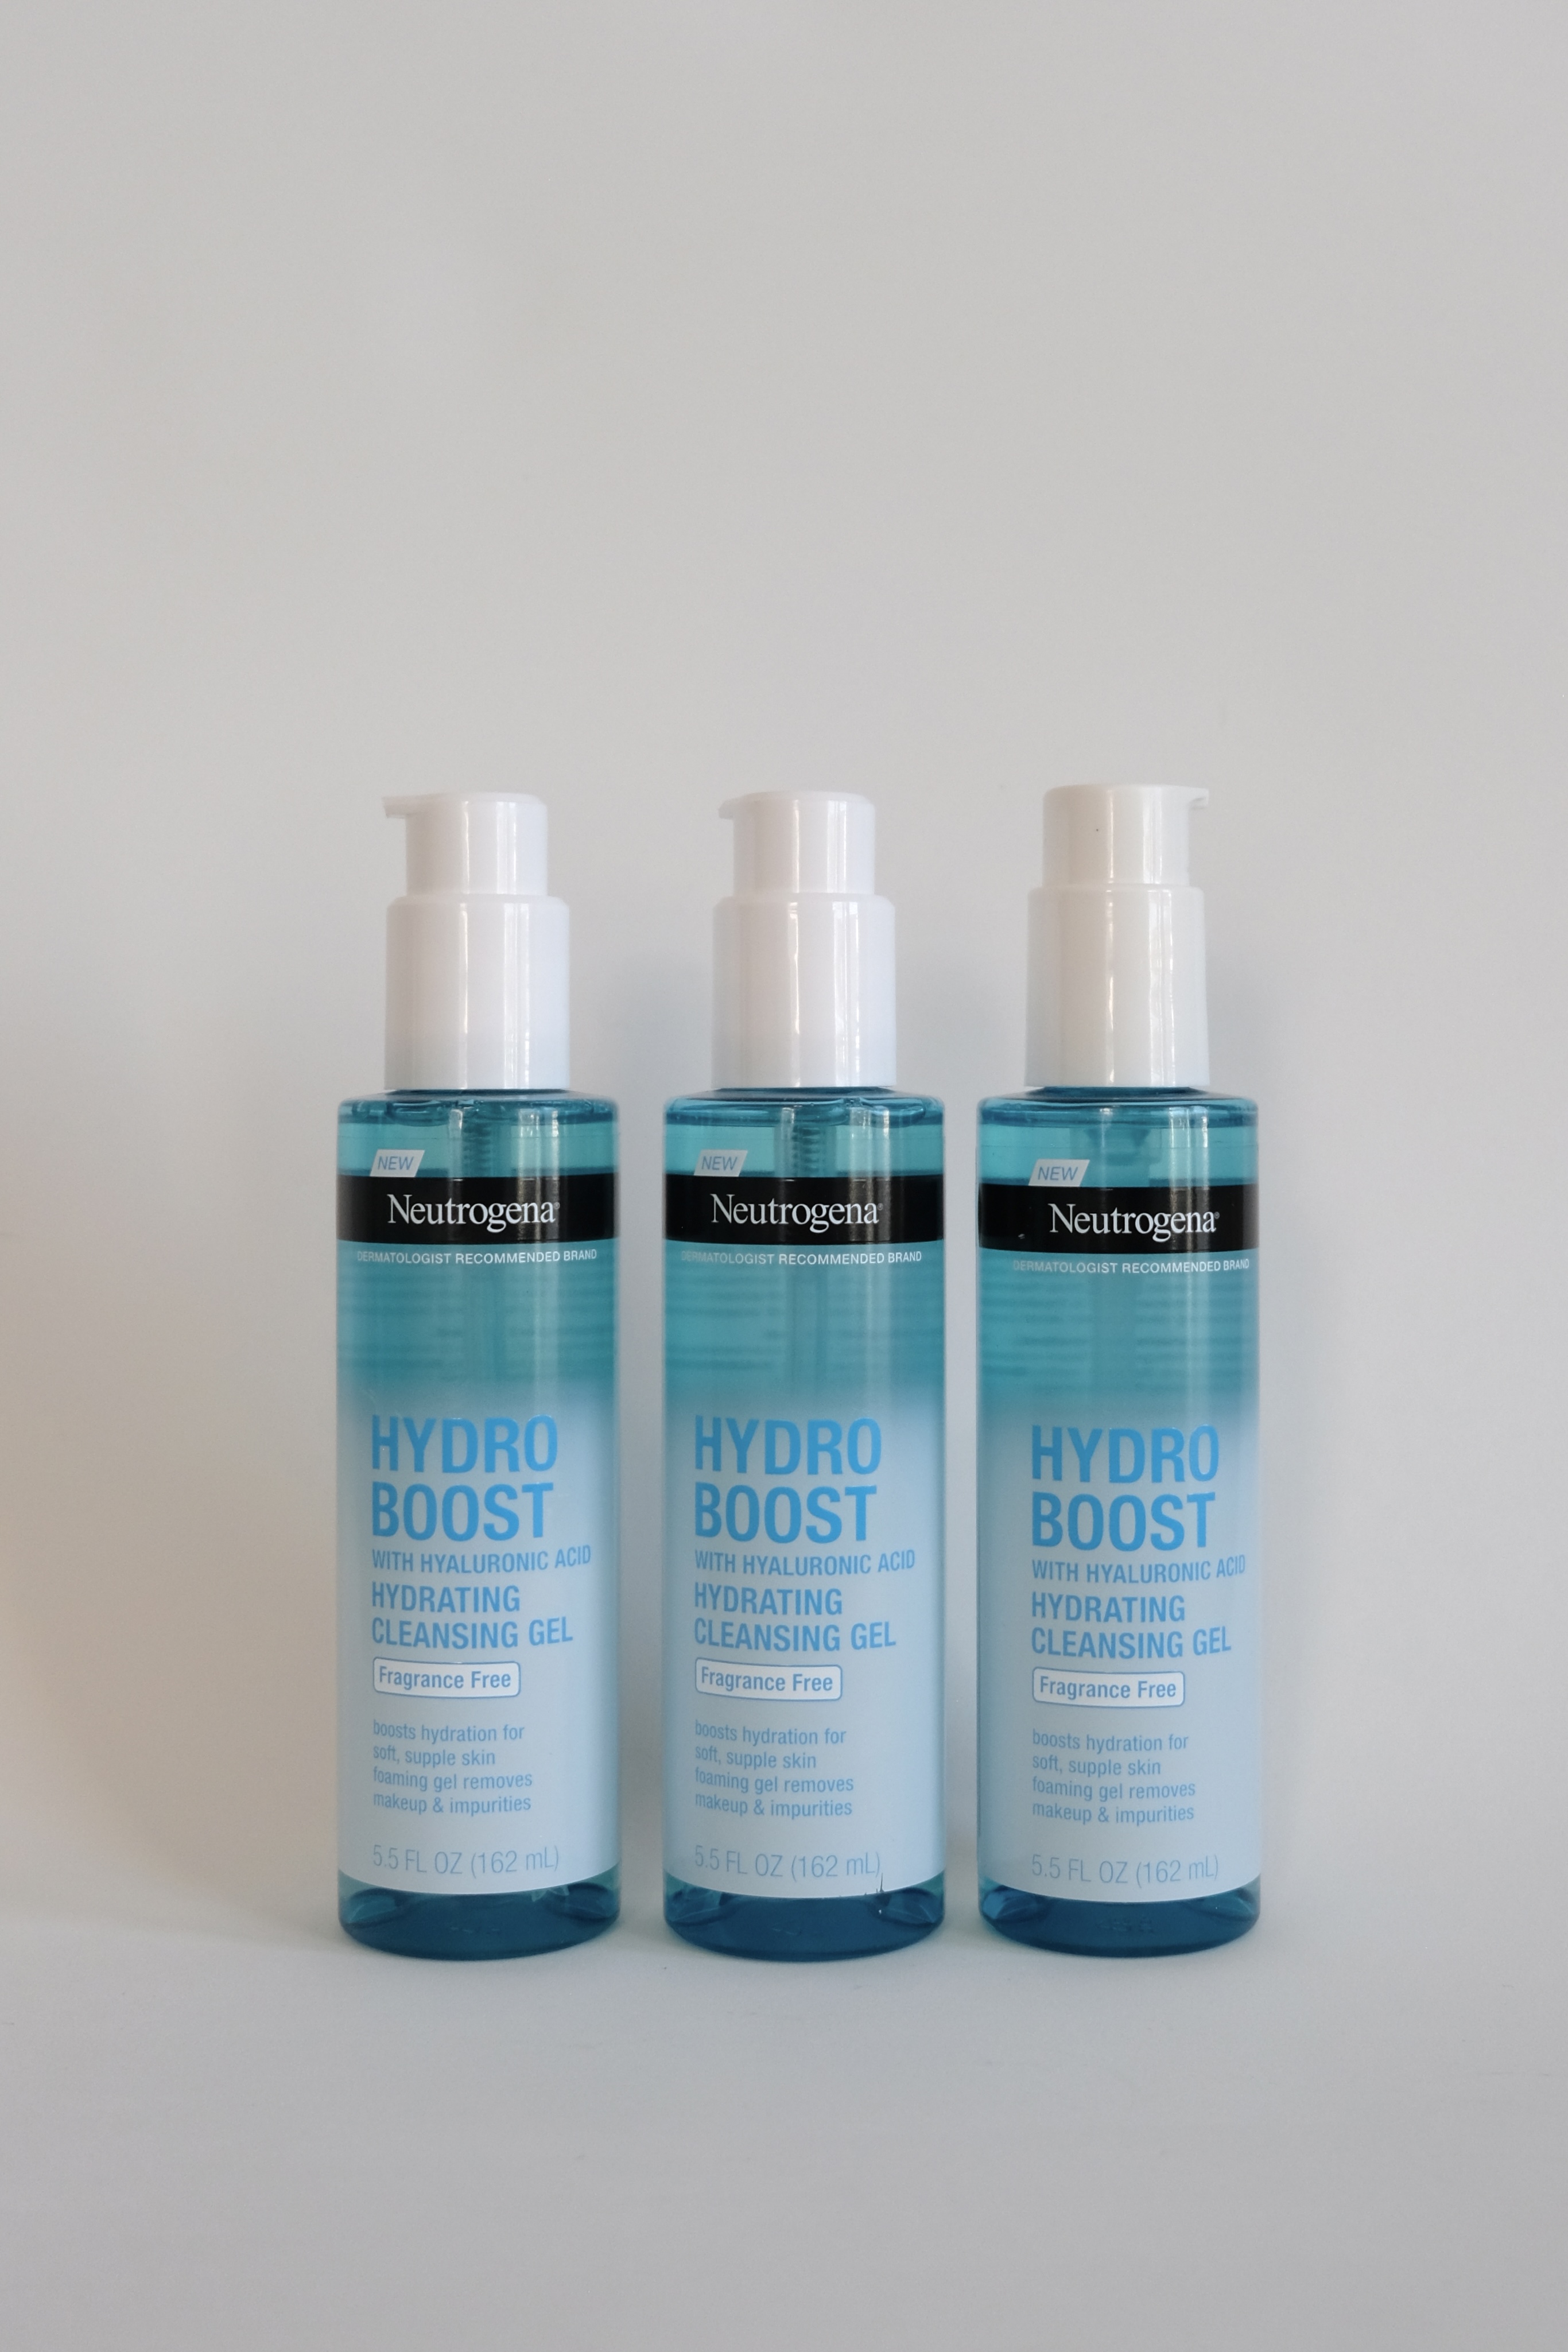 NEW
Neutrogena®
DERMATOLOGIST RECOMMENDED BRAND
HYDRO
BOOST
WITH HYALURONIC ACID
HYDRATING
CLEANSING GEL
Fragrance Free
boosts hydration for
soft, supple skin
foaming gel removes
makeup & impurities
5.5 FL OZ (162 mL)
NEW
Neutrogena®
DERMATOLOGIST RECOMMENDED BRAND
HYDRO
BOOST
WITH HYALURONIC ACID
HYDRATING
CLEANSING GEL
Fragrance Free
boosts hydration for
soft, supple skin
foaming gel removes
makeup & impurities
5.5 FL OZ (162 mL)
NEW
Neutrogena®
DERMATOLOGIST RECOMMENDED BRAND
HYDRO
BOOST
WITH HYALURONIC ACID
HYDRATING
CLEANSING GEL
Fragrance Free
boosts hydration for
soft, supple skin
foaming gel removes
makeup & impurities
5.5 FL OZ (162 mL)